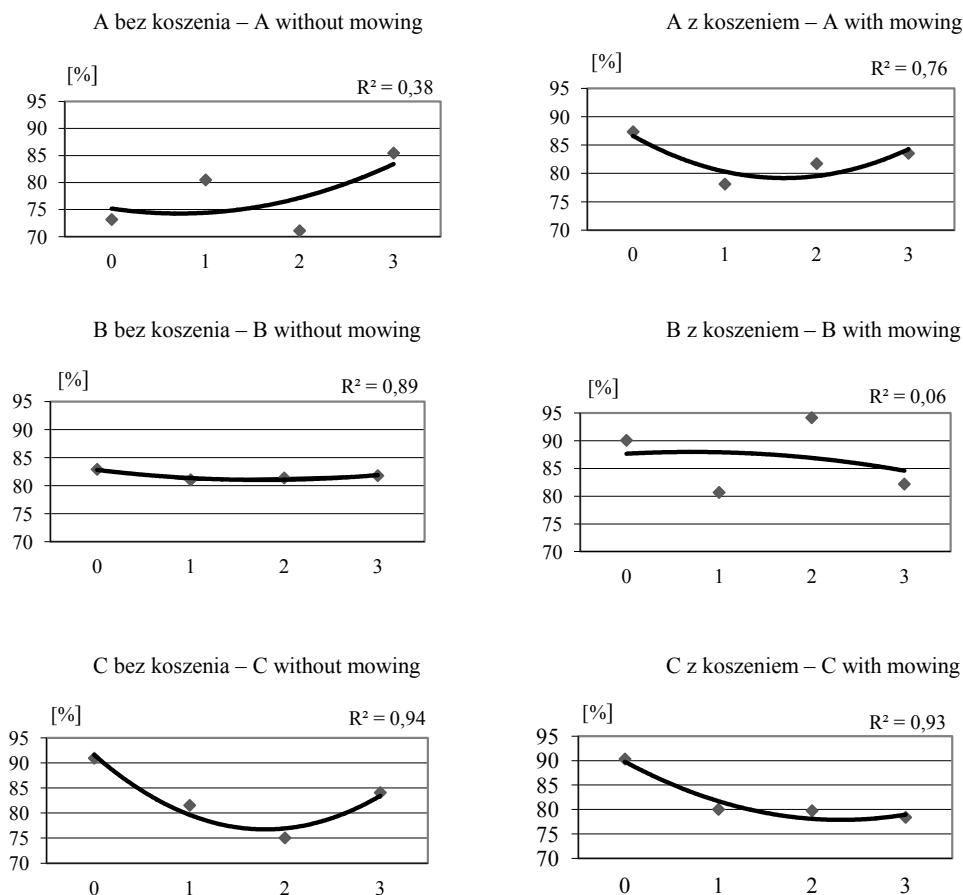 A bez koszenia – A without mowing
[%]
R² = 0,38
95
90
85
80
75
70
0 1 2 3
A z koszeniem – A with mowing
[%]
R² = 0,76
95
90
85
80
75
70
0 1 2 3
B bez koszenia – B without mowing
[%]
R² = 0,89
95
90
85
80
75
70
0 1 2 3
B z koszeniem – B with mowing
[%]
R² = 0,06
95
90
85
80
75
70
0 1 2 3
C bez koszenia – C without mowing
[%]
R² = 0,94
95
90
85
80
75
70
0 1 2 3
C z koszeniem – C with mowing
[%]
R² = 0,93
95
90
85
80
75
70
0 1 2 3